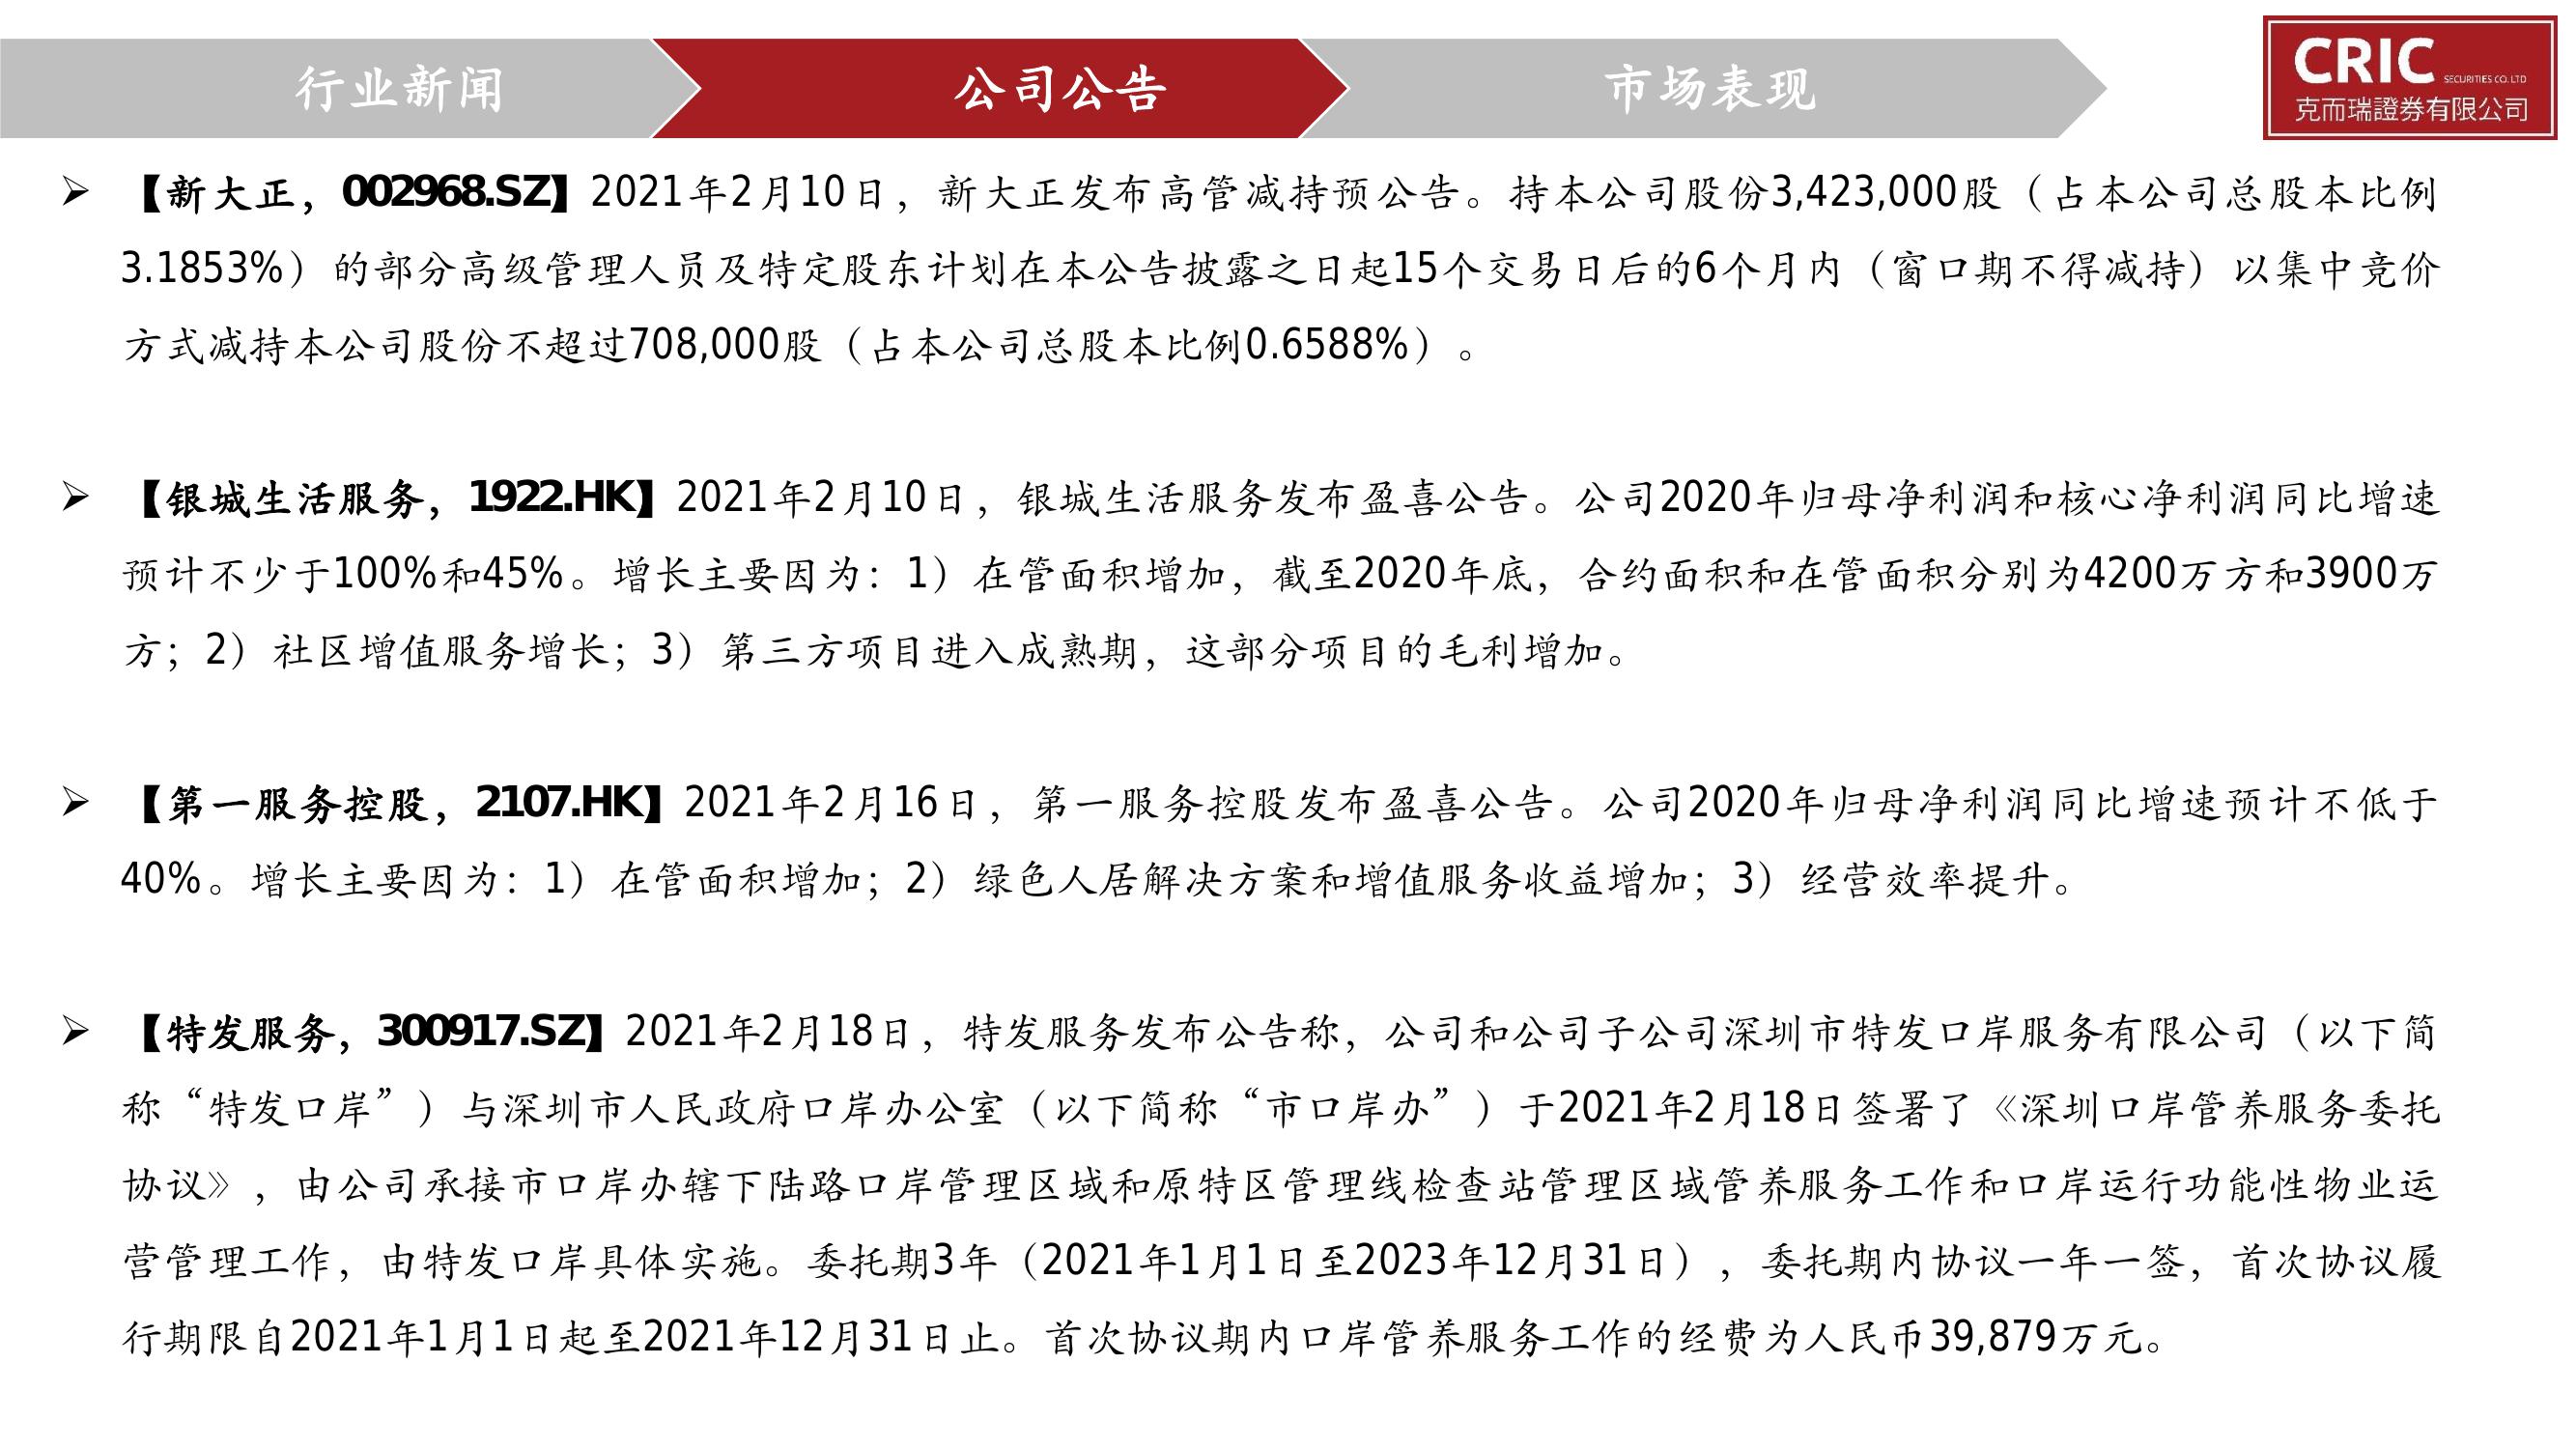 行业新闻
公司公告
市场表现
CRIC SECURITIES CO. LTD
克而瑞證券有限公司
➢ 【新大正，002968.SZ】2021年2月10日，新大正发布高管减持预公告。持本公司股份3,423,000股（占本公司总股本比例
3.1853%）的部分高级管理人员及特定股东计划在本公告披露之日起15个交易日后的6个月内（窗口期不得减持）以集中竞价
方式减持本公司股份不超过708,000股（占本公司总股本比例0.6588%）。
➢ 【银城生活服务，1922.HK】2021年2月10日，银城生活服务发布盈喜公告。公司2020年归母净利润和核心净利润同比增速
预计不少于100%和45%。增长主要因为：1）在管面积增加，截至2020年底，合约面积和在管面积分别为4200万方和3900万
方；2）社区增值服务增长；3）第三方项目进入成熟期，这部分项目的毛利增加。
➢ 【第一服务控股，2107.HK】2021年2月16日，第一服务控股发布盈喜公告。公司2020年归母净利润同比增速预计不低于
40%。增长主要因为：1）在管面积增加；2）绿色人居解决方案和增值服务收益增加；3）经营效率提升。
➢ 【特发服务，300917.SZ】2021年2月18日，特发服务发布公告称，公司和公司子公司深圳市特发口岸服务有限公司（以下简
称“特发口岸”）与深圳市人民政府口岸办公室（以下简称“市口岸办”）于2021年2月18日签署了《深圳口岸管养服务委托
协议》，由公司承接市口岸办辖下陆路口岸管理区域和原特区管理线检查站管理区域管养服务工作和口岸运行功能性物业运
营管理工作，由特发口岸具体实施。委托期3年（2021年1月1日至2023年12月31日），委托期内协议一年一签，首次协议履
行期限自2021年1月1日起至2021年12月31日止。首次协议期内口岸管养服务工作的经费为人民币39,879万元。